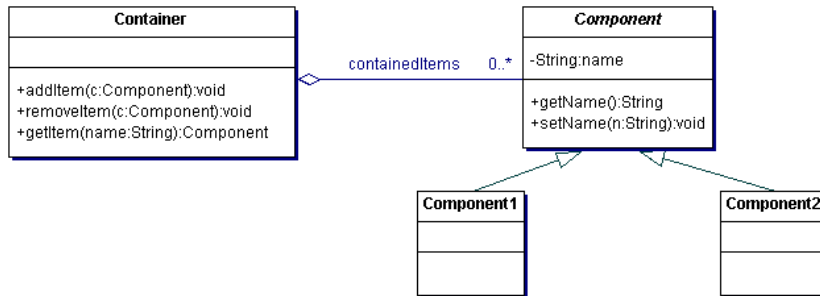 Container
+addItem(c:Component):void
+removeItem(c:Component):void
+getItem(name:String):Component
containedItems 0..*
Component
-String:name
+getName():String
+setName(n:String):void
Component1
Component2